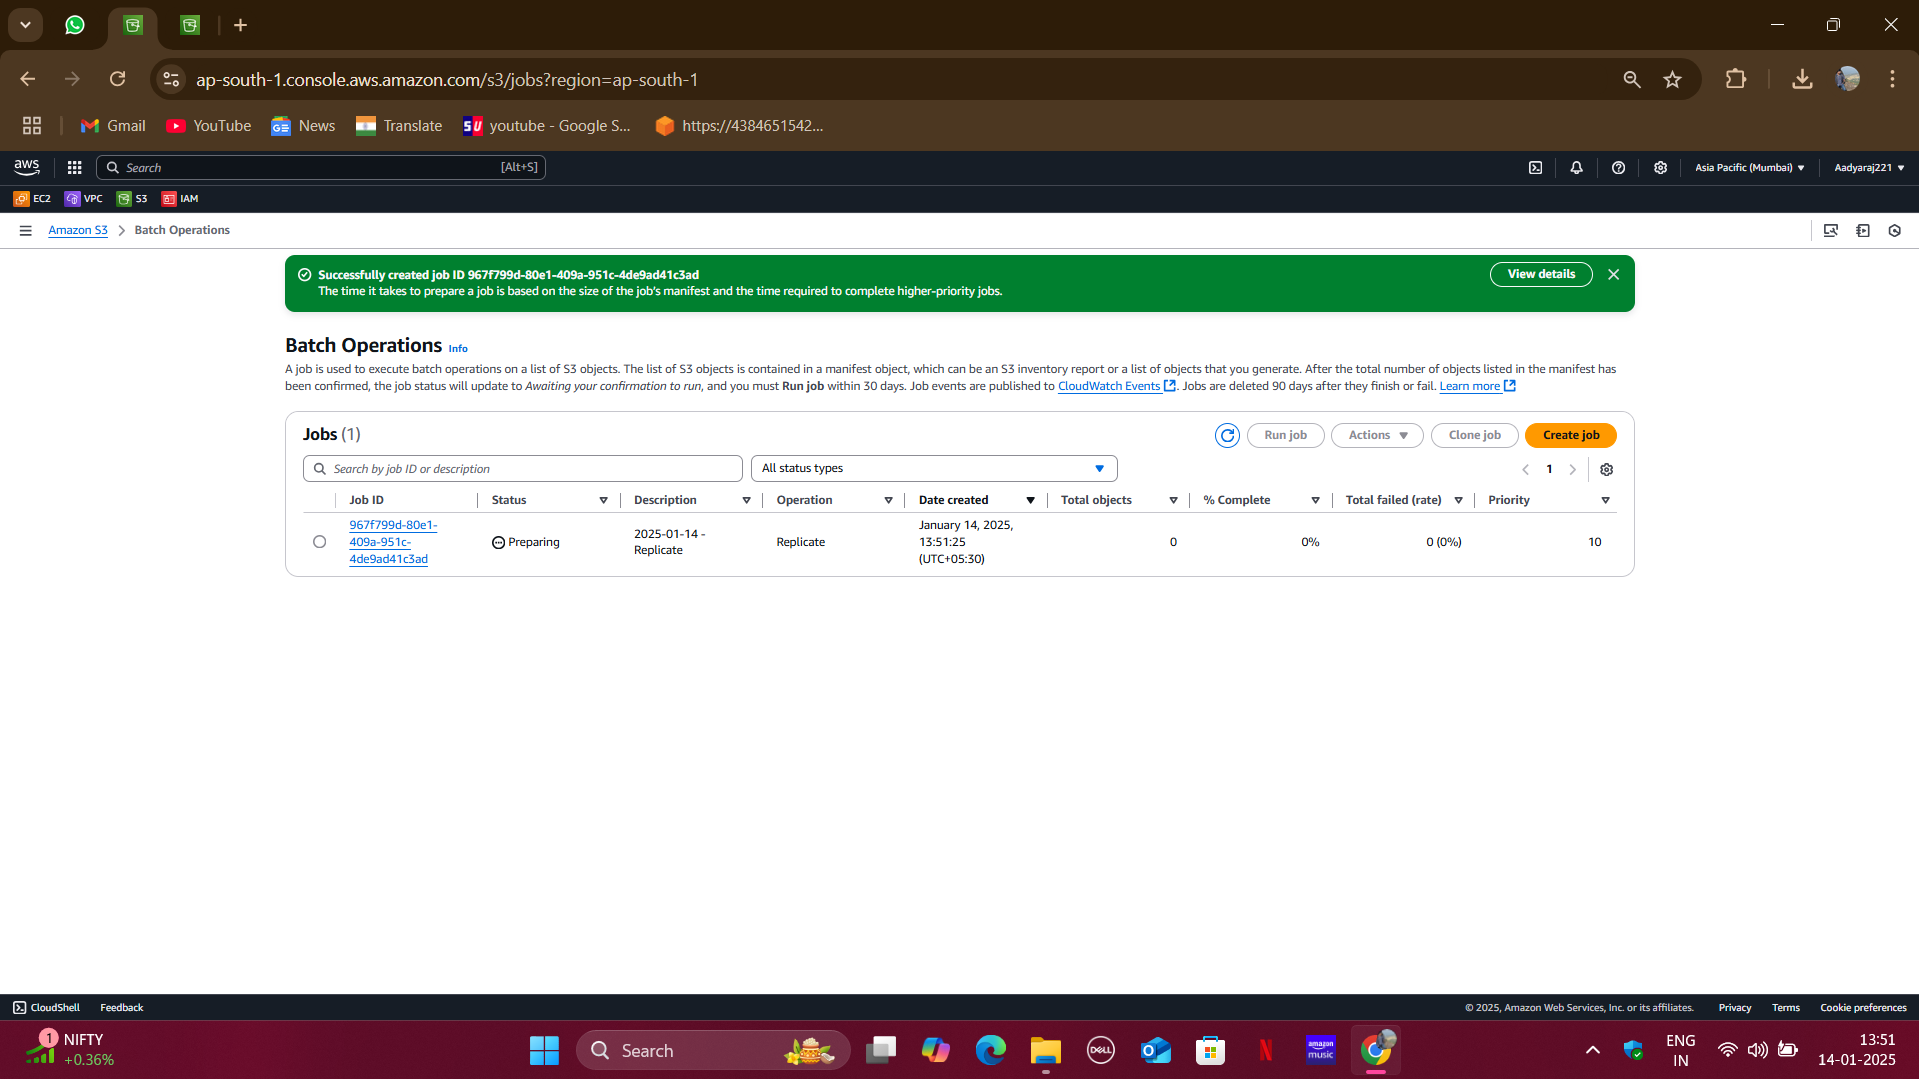 ap-south-1.console.aws.amazon.com/s3/jobs?region=ap-south-1
Gmail
YouTube
News
Translate
SU
youtube - Google S...
https://4384651542...
aws
Search
[Alt+S]
Asia Pacific (Mumbai)
Aadyaraj221
EC2
VPC
S3
IAM
Amazon S3
Batch Operations
Successfully created job ID 967f799d-80e1-409a-951c-4de9ad41c3ad
The time it takes to prepare a job is based on the size of the job's manifest and the time required to complete higher-priority jobs.
View details
Batch Operations Info
A job is used to execute batch operations on a list of S3 objects. The list of S3 objects is contained in a manifest object, which can be an S3 inventory report or a list of objects that you generate. After the total number of objects listed in the manifest has
been confirmed, the job status will update to Awaiting your confirmation to run, and you must Run job within 30 days. Job events are published to CloudWatch Events. Jobs are deleted 90 days after they finish or fail. Learn more
Jobs (1)
Run job
Actions
Clone job
Create job
Search by job ID or description
All status types
1
Job ID
Status
Description
Operation
Date created
Total objects
% Complete
Total failed (rate)
Priority
967f799d-80e1-
409a-951c-
4de9ad41c3ad
Preparing
2025-01-14 -
Replicate
Replicate
January 14, 2025,
13:51:25
(UTC+05:30)
0
0%
0 (0%)
10
CloudShell
Feedback
© 2025, Amazon Web Services, Inc. or its affiliates.
Privacy
Terms
Cookie preferences
1
NIFTY
+0.36%
Search
DELL
amazon
music
ENG
IN
13:51
14-01-2025